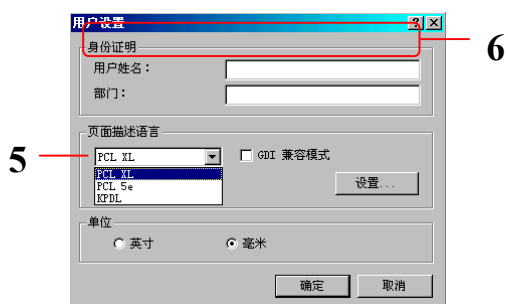 用户设置
6
身份证明
用户姓名：
部门：
页面描述语言
5
PCL XL
GDI 兼容模式
PCL XL
PCL 5e
KPDL
设置...
单位
英寸
毫米
确定
取消